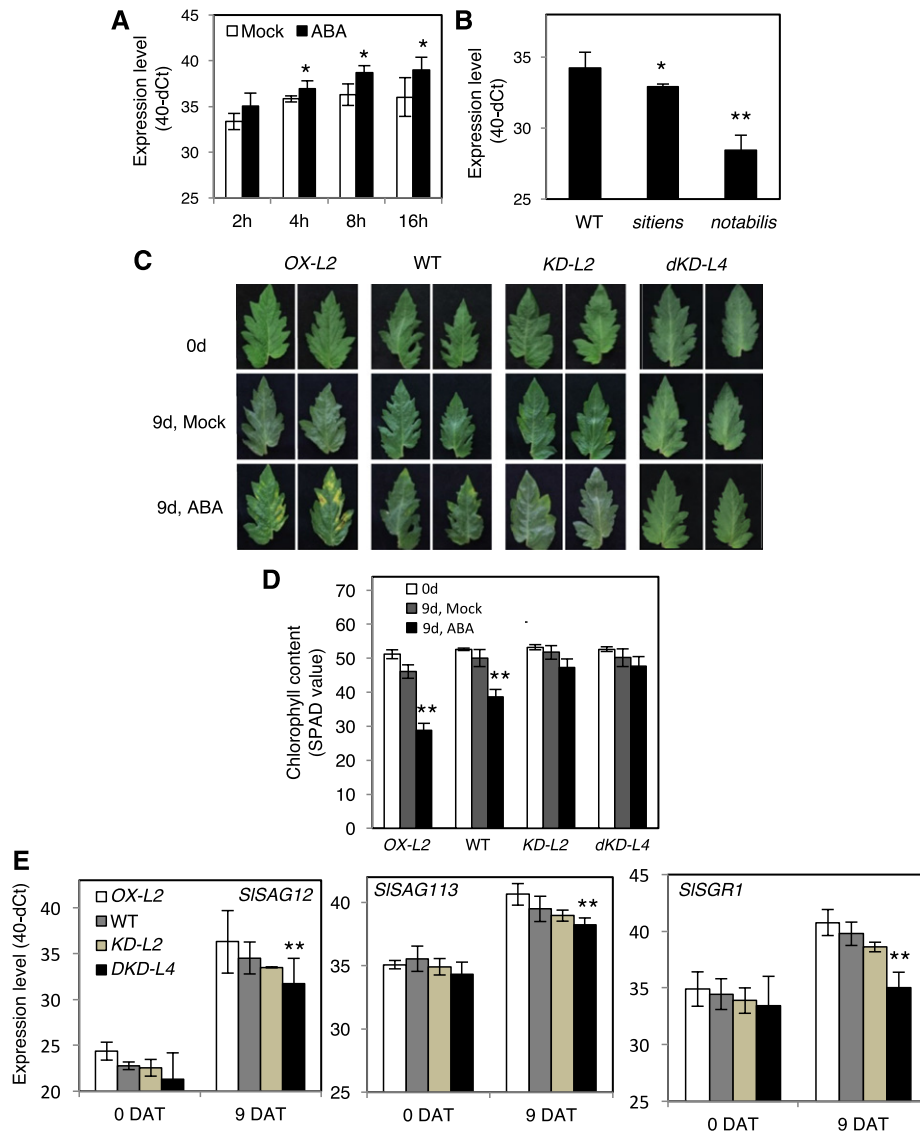 A
Expression level
(40-dCt)
45
40
35
30
25
Mock
ABA
*
*
*
2h
4h
8h
16h
B
Expression level
(40-dCt)
35
30
25
*
**
WT
sitiens
notabilis
C
OX-L2
WT
KD-L2
dKD-L4
0d
9d, Mock
9d, ABA
D
Chlorophyll content
(SPAD value)
70
60
50
40
30
20
10
0
0d
9d, Mock
9d, ABA
**
**
OX-L2
WT
KD-L2
dKD-L4
E
Expression level (40-dCt)
40
35
30
25
20
OX-L2
WT
KD-L2
DKD-L4
SlSAG12
**
0 DAT
9 DAT
40
35
30
25
SlSAG113
**
0 DAT
9 DAT
45
40
35
30
25
SlSGR1
**
0 DAT
9 DAT